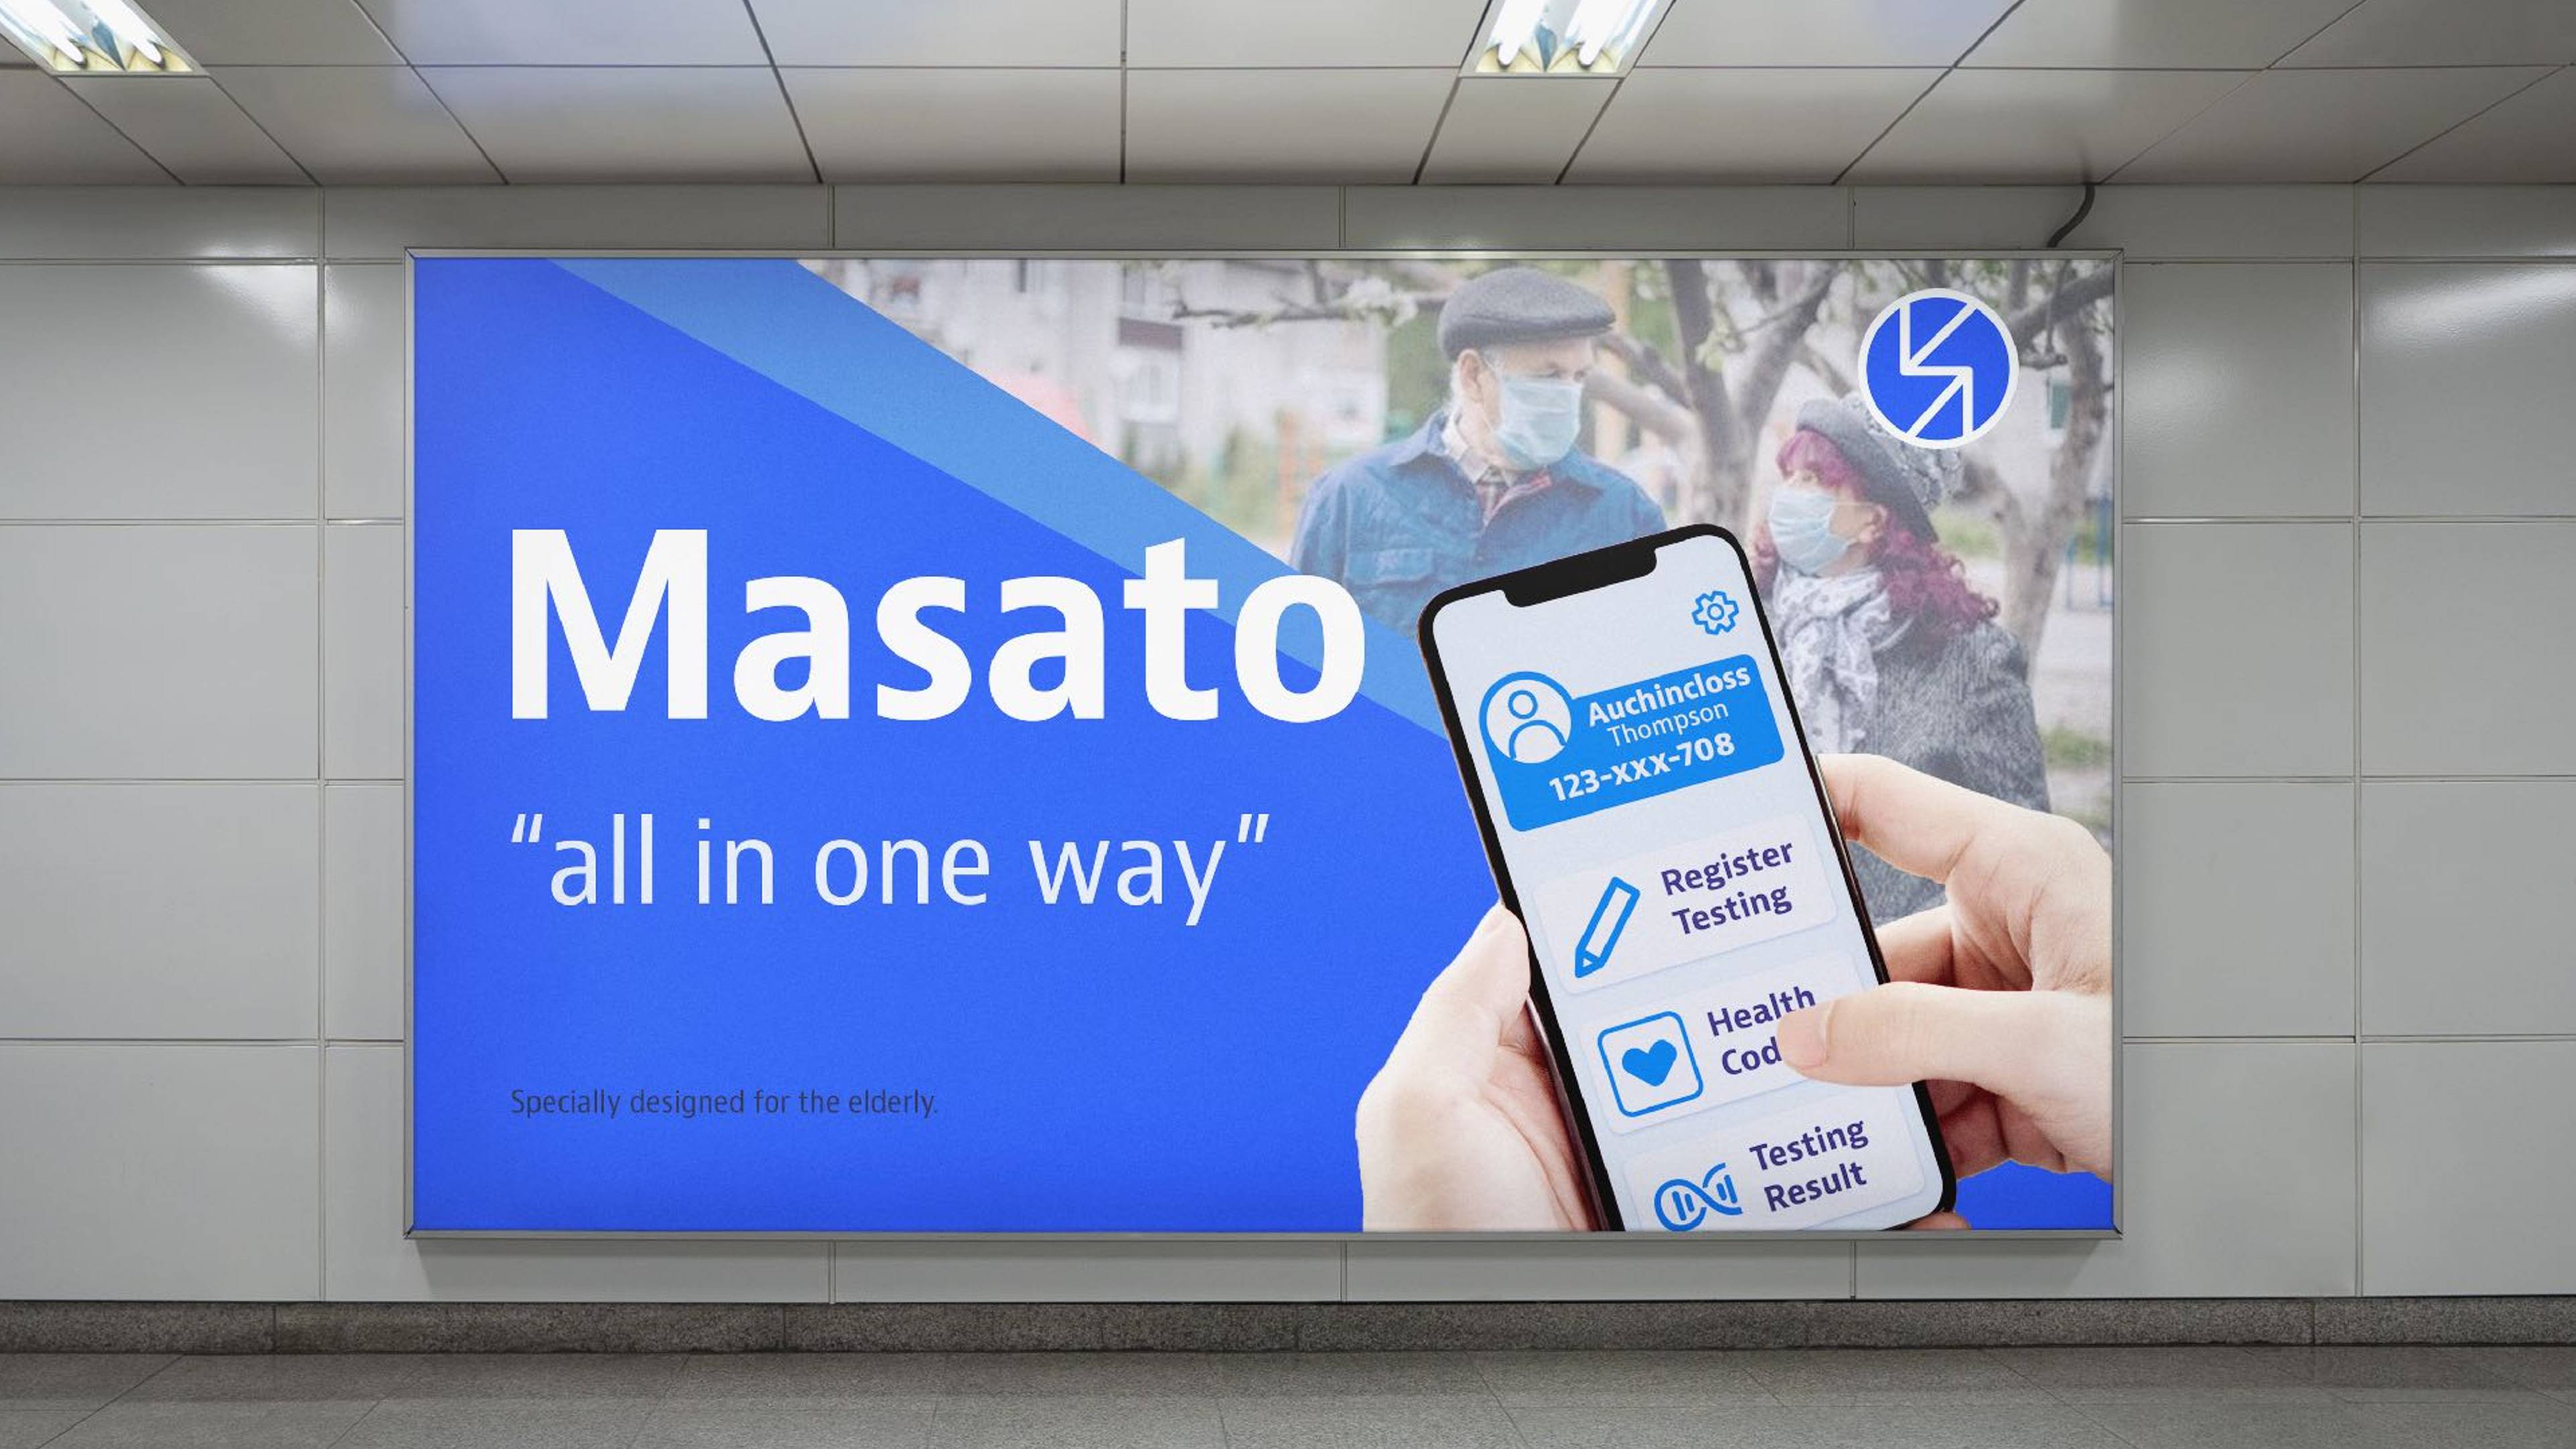 Masato
“all in one way”
Specially designed for the elderly.
Auchincloss
Thompson
123-xxx-708
Register
Testing
Health
Cod
Testing
Result